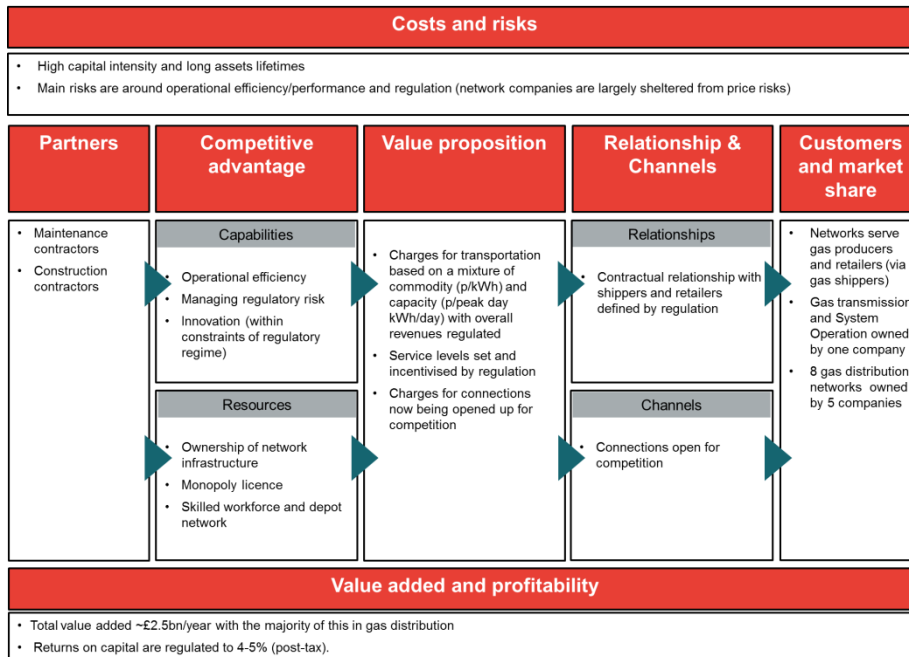 Costs and risks
• High capital intensity and long assets lifetimes
• Main risks are around operational efficiency/performance and regulation (network companies are largely sheltered from price risks)
Partners
• Maintenance
contractors
• Construction
contractors
Competitive
advantage
Capabilities
• Operational efficiency
• Managing regulatory risk
• Innovation (within
constraints of regulatory
regime)
Resources
• Ownership of network
infrastructure
• Monopoly licence
• Skilled workforce and depot
network
Value proposition
• Charges for transportation
based on a mixture of
commodity (p/kWh) and
capacity (p/peak day
kWh/day) with overall
revenues regulated
• Service levels set and
incentivised by regulation
• Charges for connections
now being opened up for
competition
Relationship &
Channels
Relationships
• Contractual relationship with
shippers and retailers
defined by regulation
Channels
• Connections open for
competition
Customers
and market
share
• Networks serve
gas producers
and retailers (via
gas shippers)
• Gas transmission
and System
Operation owned
by one company
• 8 gas distribution
networks owned
by 5 companies
Value added and profitability
• Total value added ~£2.5bn/year with the majority of this in gas distribution
• Returns on capital are regulated to 4-5% (post-tax).